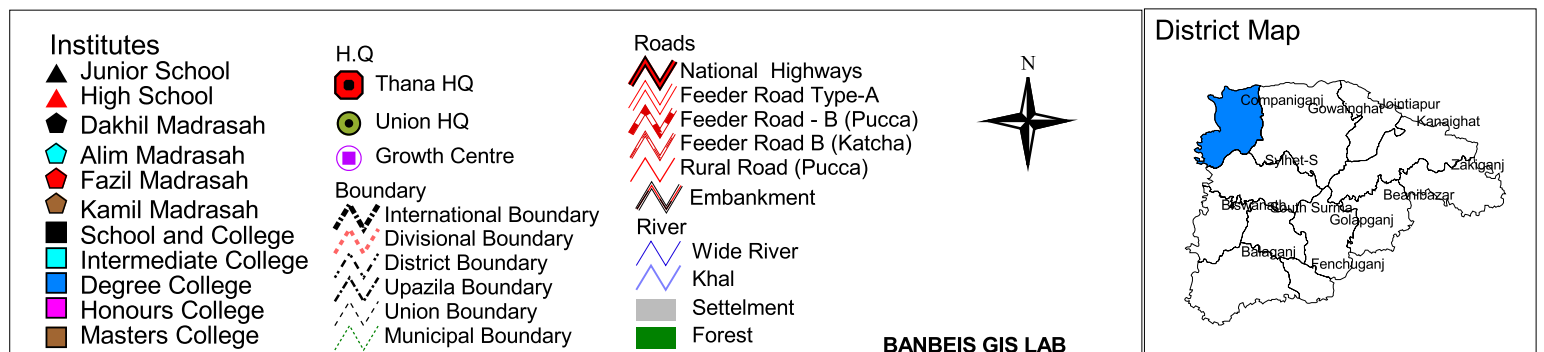 Institutes
Junior School
High School
Dakhil Madrasah
Alim Madrasah
Fazil Madrasah
Kamil Madrasah
School and College
Intermediate College
Degree College
Honours College
Masters College
H.Q
Thana HQ
Union HQ
Growth Centre
Boundary
International Boundary
Divisional Boundary
District Boundary
Upazila Boundary
Union Boundary
Municipal Boundary
Roads
National Highways
Feeder Road Type-A
Feeder Road - B (Pucca)
Feeder Road B (Katcha)
Rural Road (Pucca)
Embankment
River
Wide River
Khal
Settelment
Forest
N
BANBEIS GIS LAB
District Map
Companiganj
Gowainghat
Jointiapur
Kanaighat
Sylhet-S
Zakiganj
Beanibazar
Biswanath
South Surma
Golapganj
Balaganj
Fenchuganj